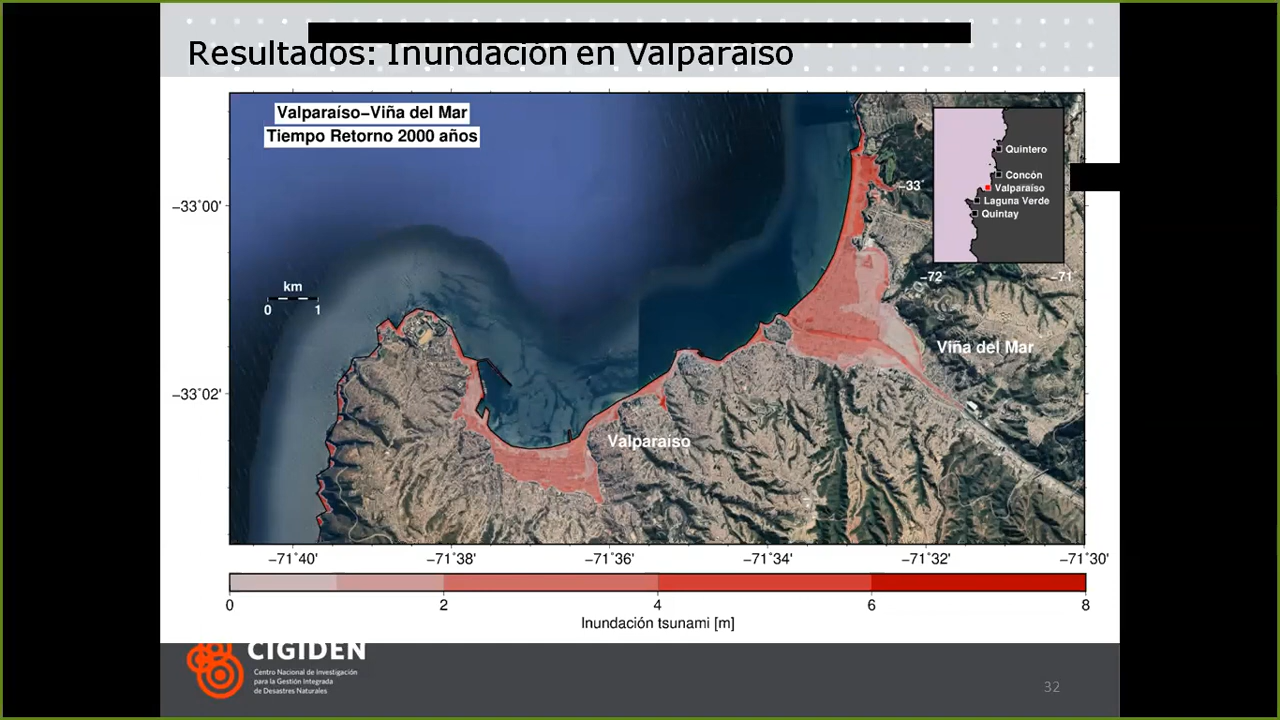 Resultados: Inundación en Valparaíso
Valparaíso–Viña del Mar
Tiempo Retorno 2000 años
Quintero
Concón
Valparaíso
Laguna Verde
Quintay
−33˚
−72˚
−71˚
−33˚00'
−33˚02'
km
0 1
Viña del Mar
Valparaíso
−71˚40' −71˚38' −71˚36' −71˚34' −71˚32' −71˚30'
0 2 4 6 8
Inundación tsunami [m]
CIGIDEN
Centro Nacional de Investigación
para la Gestión Integrada
de Desastres Naturales
32